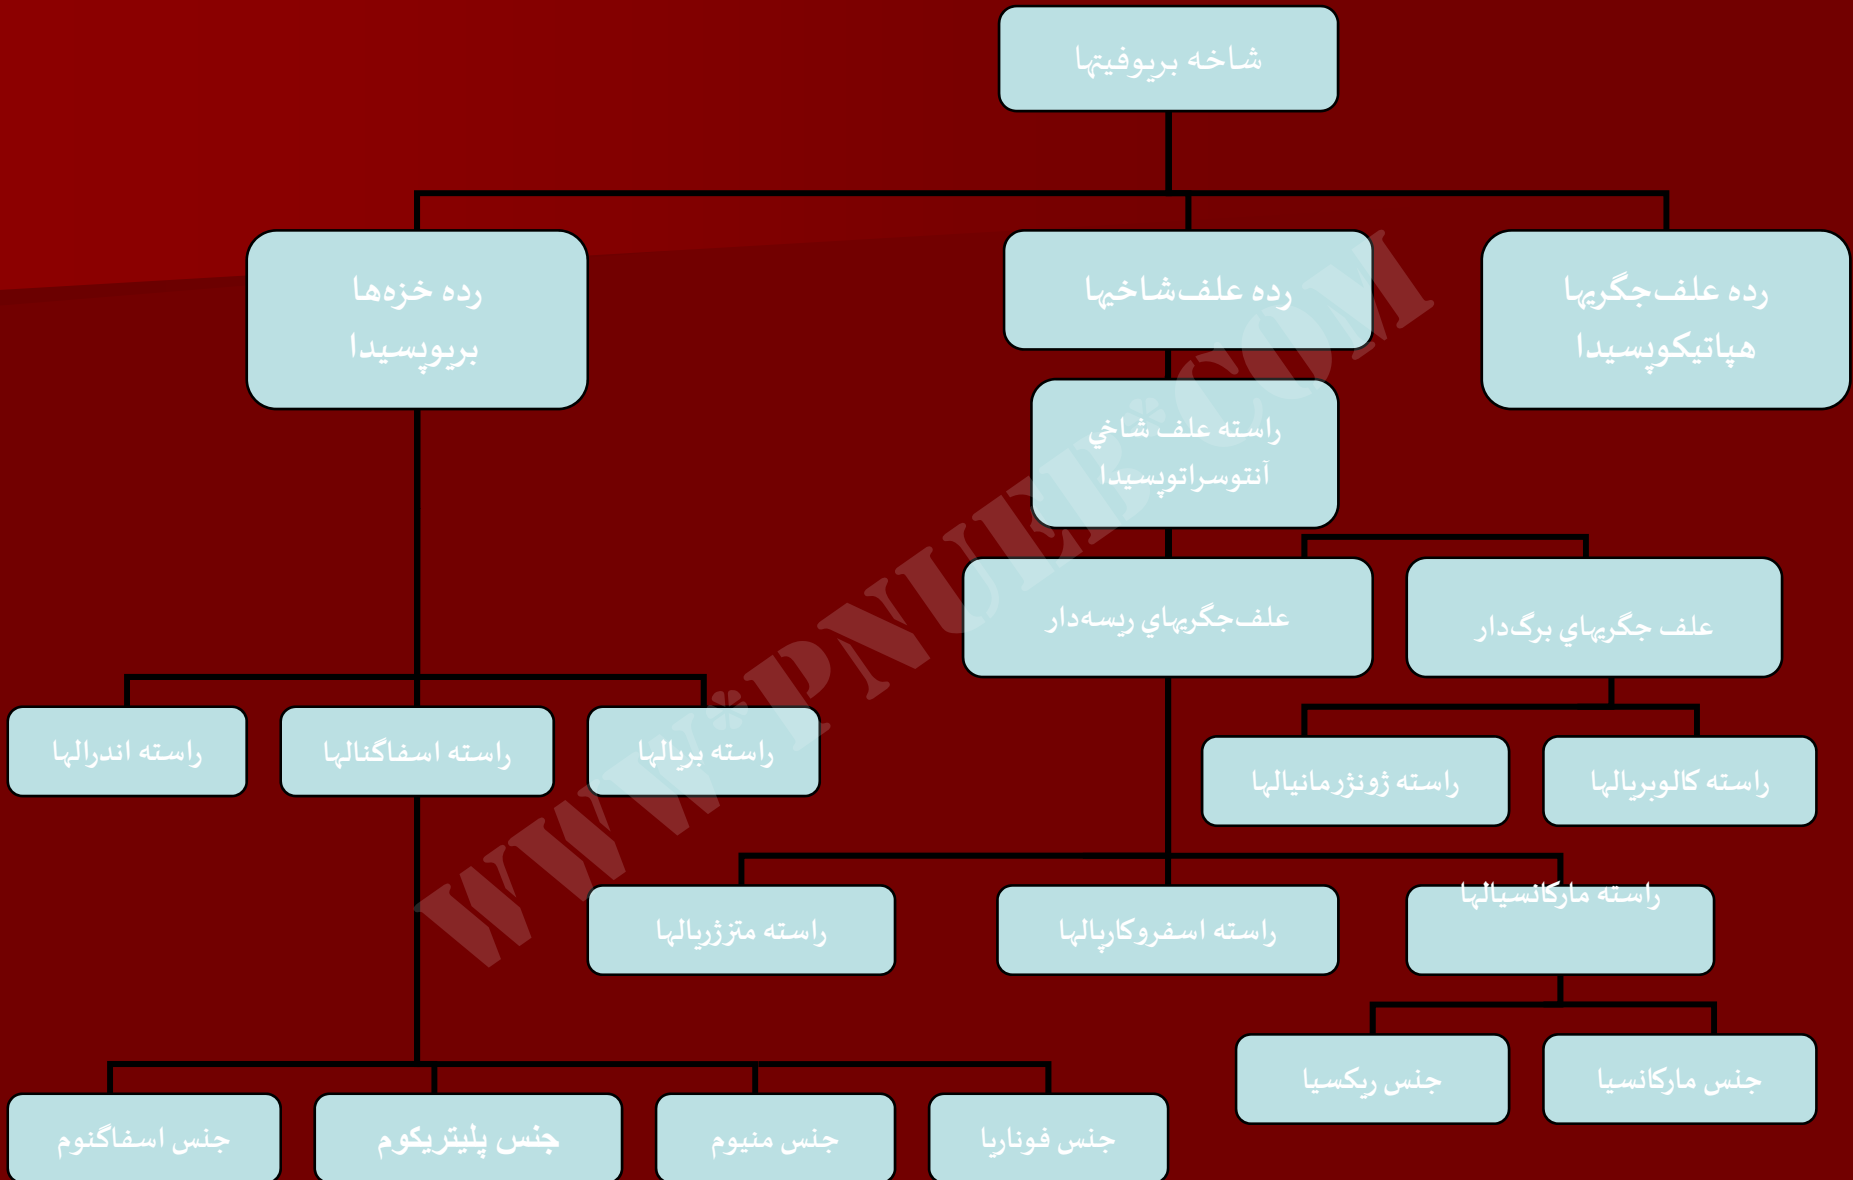 شاخه بريوفيتها
رده علف‌جگريها
هپاتيكوپسيدا
رده علف‌شاخيها
رده خزه‌ها
بريوپسيدا
راسته علف شاخي
آنتوسراتوپسيدا
علف جگريهاي برگ‌دار
علف‌جگريهاي ريسه‌دار
راسته بريالها
راسته اسفاگنالها
راسته اندرالها
راسته كالوبريالها
راسته ژونژرمانيالها
راسته ماركانسيالها
راسته اسفروكارپالها
راسته متزژريالها
جنس ماركانسيا
جنس ريكسيا
جنس فوناريا
جنس منيوم
جنس پليتريكوم
جنس اسفاگنوم
WWW*PNUEB*COM